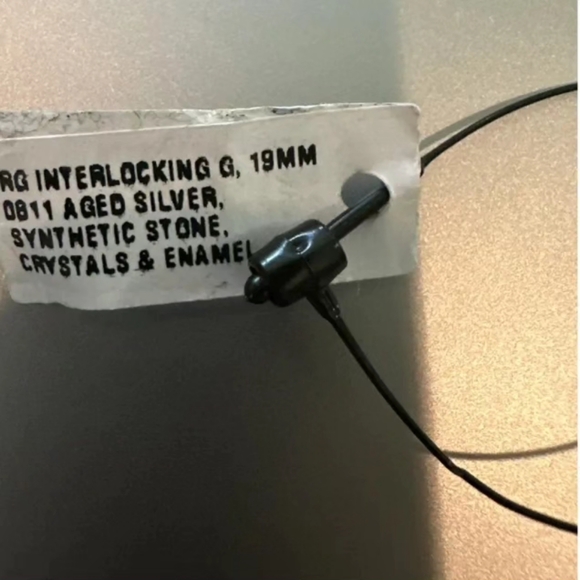 RG INTERLOCKING G, 19MM
0811 AGED SILVER,
SYNTHETIC STONE,
CRYSTALS & ENAMEL